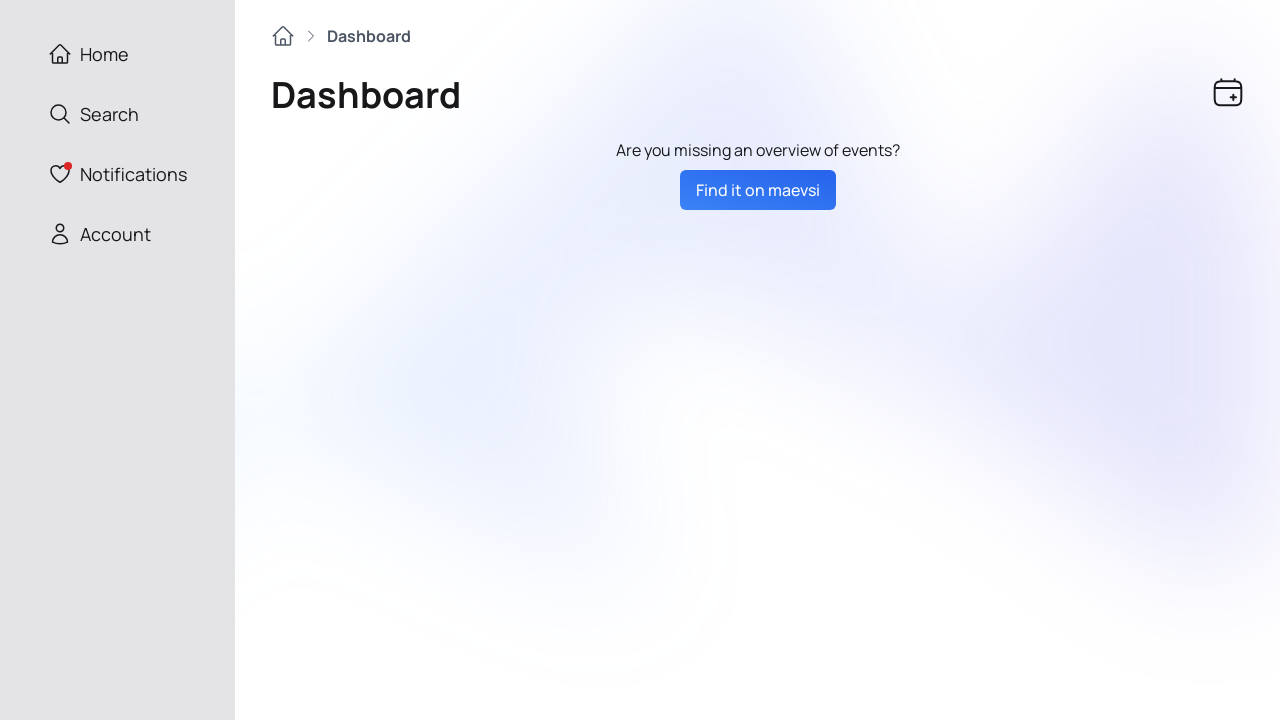 Home
Search
Notifications
Account
Dashboard
Dashboard
Are you missing an overview of events?
Find it on maevsi